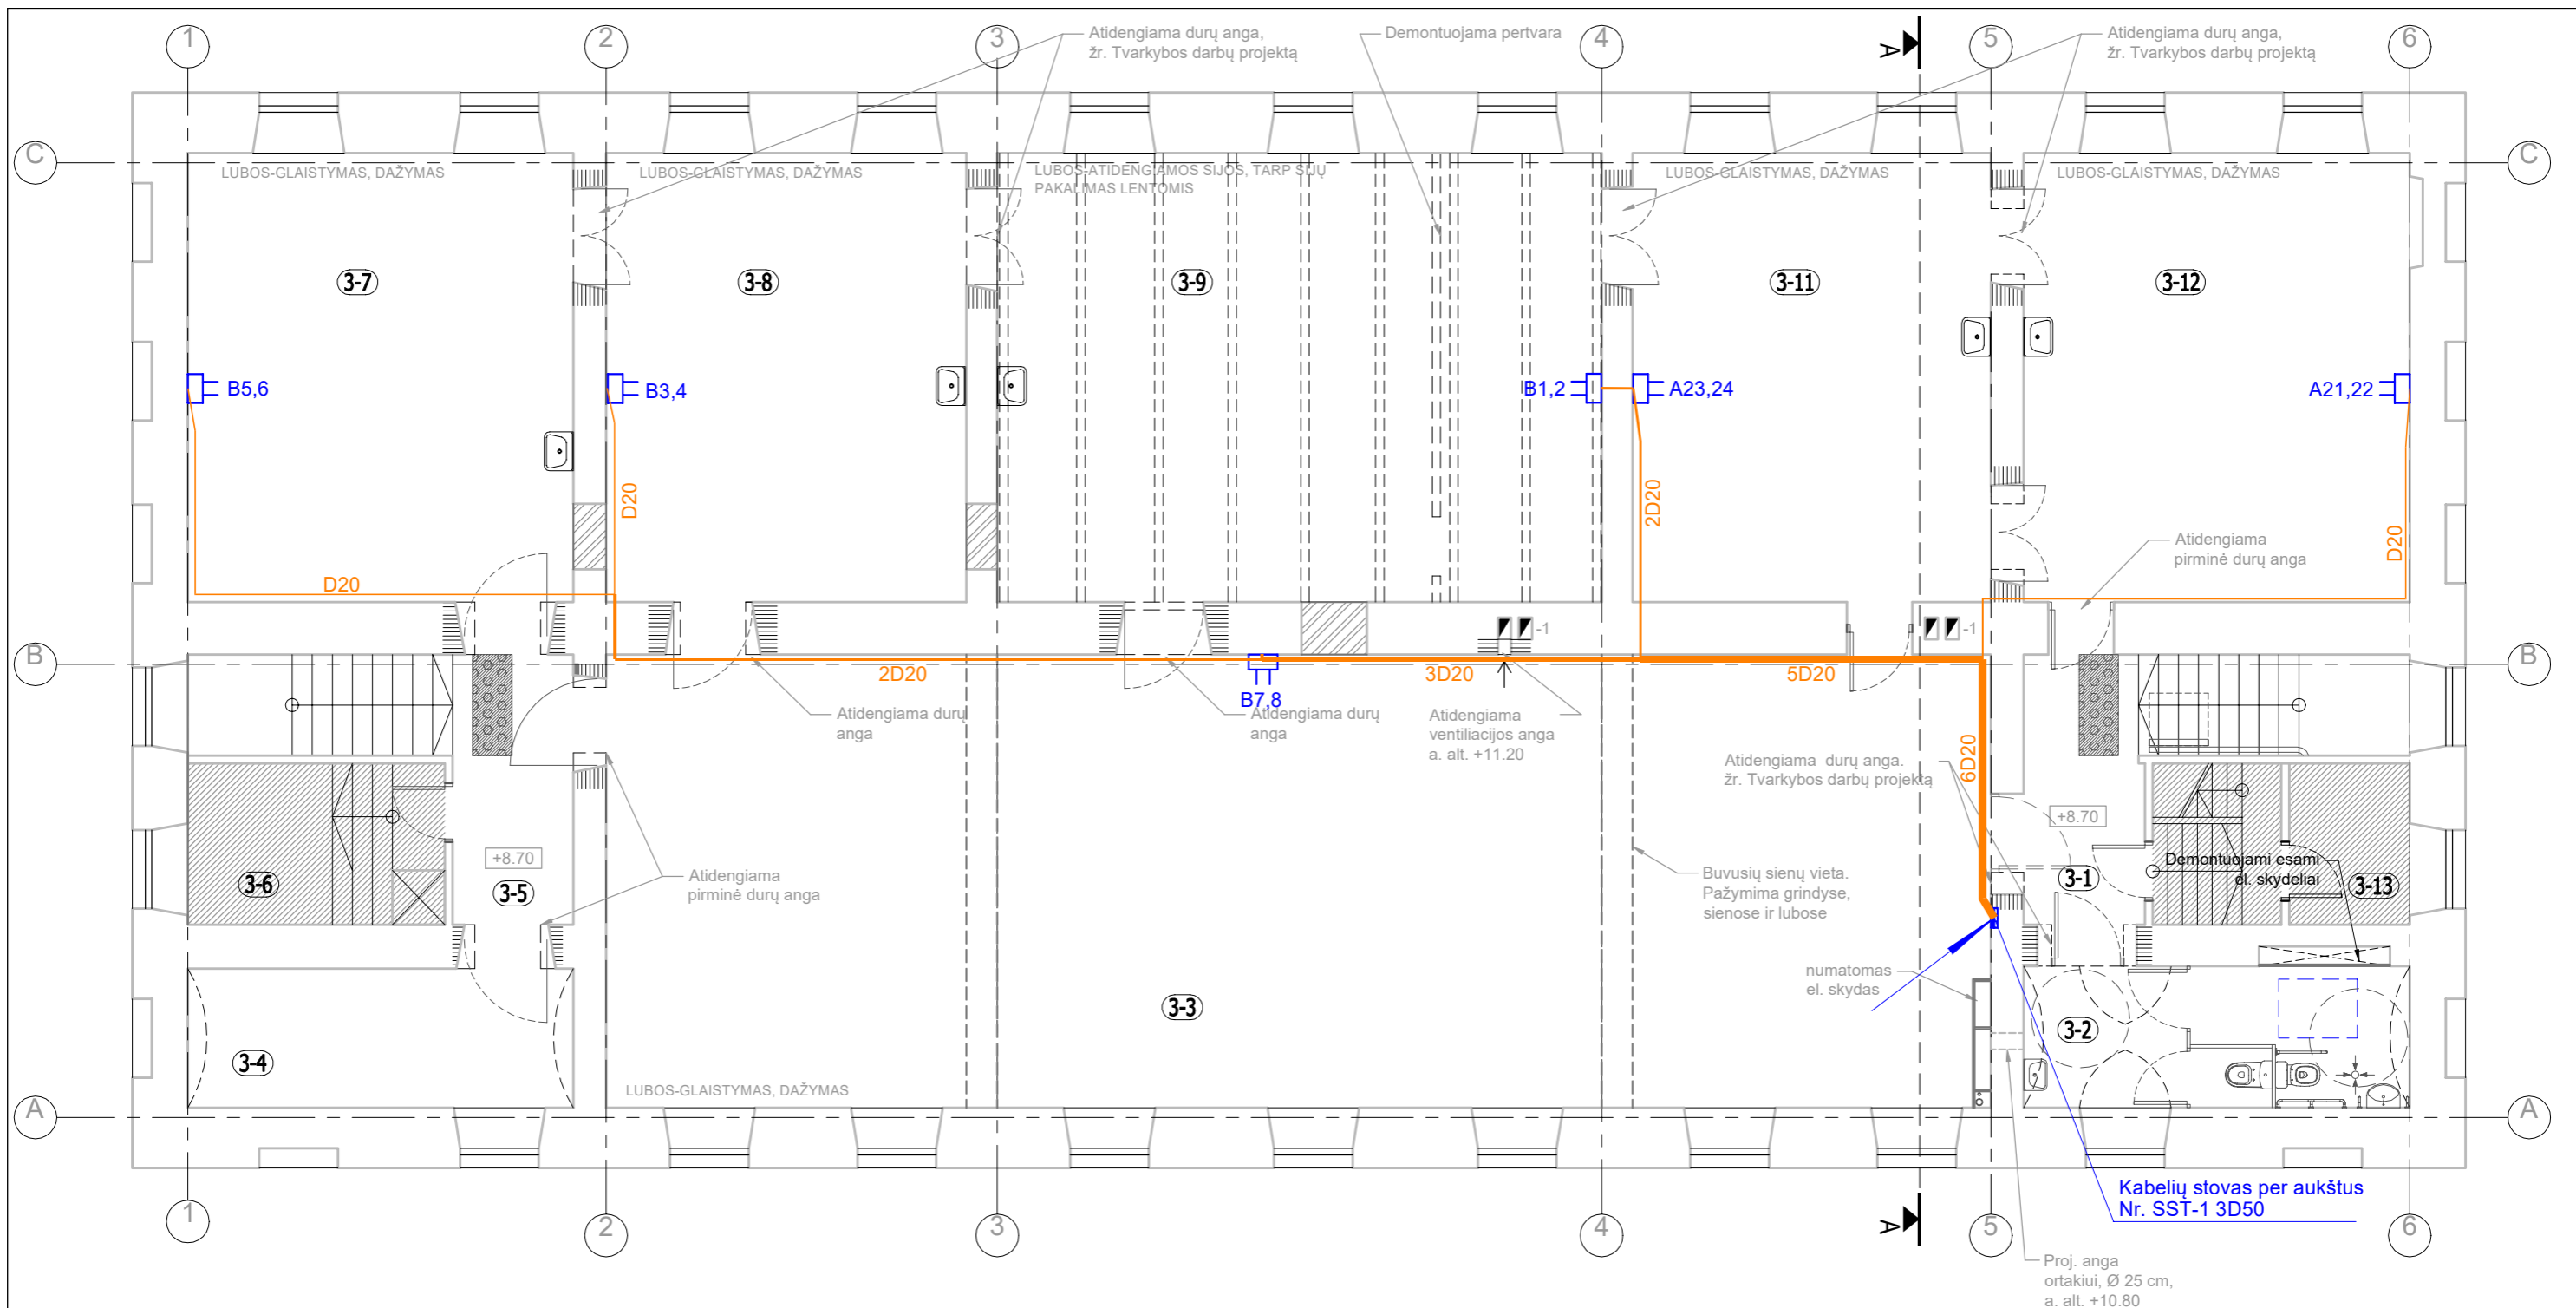 1
2
3
4
5
6
Atidengiama durų anga,
žr. Tvarkybos darbų projektą
Demontuojama pertvara
A
Atidengiama durų anga,
žr. Tvarkybos darbų projektą
C
C
LUBOS-GLAISTYMAS, DAŽYMAS
LUBOS-GLAISTYMAS, DAŽYMAS
LUBOS-ATIDENGIAMOS SIJOS, TARP SIJŲ
PAKALIMAS LENTOMIS
LUBOS-GLAISTYMAS, DAŽYMAS
LUBOS-GLAISTYMAS, DAŽYMAS
3-7
3-8
3-9
3-11
3-12
B5,6
B3,4
B1,2
A23,24
A21,22
D20
2D20
D20
Atidengiama
pirminė durų anga
D20
-1
-1
B
B
2D20
3D20
5D20
B7,8
Atidengiama durų
anga
Atidengiama durų
anga
Atidengiama
ventiliacijos anga
a. alt. +11.20
6D20
Atidengiama durų anga.
žr. Tvarkybos darbų projektą
+8.70
+8.70
3-6
3-5
Atidengiama
pirminė durų anga
Buvusių sienų vieta.
Pažymima grindyse,
sienose ir lubose
3-1
Demontuojami esami
el. skydeliai
3-13
numatomas
el. skydas
3-3
3-2
3-4
LUBOS-GLAISTYMAS, DAŽYMAS
A
A
Kabelių stovas per aukštus
Nr. SST-1 3D50
1
2
3
4
A
5
6
Proj. anga
ortakiui, Ø 25 cm,
a. alt. +10.80